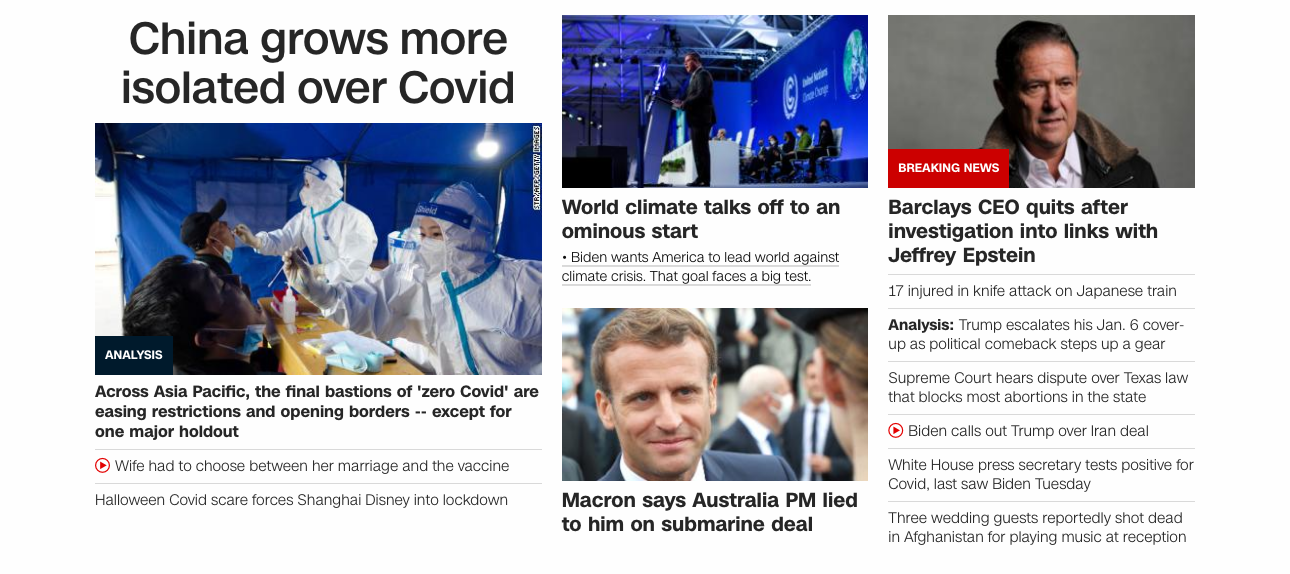 China grows more
isolated over Covid
STR/AFP/GETTY IMAGES
Shield
ANALYSIS
Across Asia Pacific, the final bastions of 'zero Covid' are
easing restrictions and opening borders -- except for
one major holdout
Wife had to choose between her marriage and the vaccine
Halloween Covid scare forces Shanghai Disney into lockdown
United Nations
Climate Change
World climate talks off to an
ominous start
• Biden wants America to lead world against
climate crisis. That goal faces a big test.
Macron says Australia PM lied
to him on submarine deal
BREAKING NEWS
Barclays CEO quits after
investigation into links with
Jeffrey Epstein
17 injured in knife attack on Japanese train
Analysis: Trump escalates his Jan. 6 cover-
up as political comeback steps up a gear
Supreme Court hears dispute over Texas law
that blocks most abortions in the state
Biden calls out Trump over Iran deal
White House press secretary tests positive for
Covid, last saw Biden Tuesday
Three wedding guests reportedly shot dead
in Afghanistan for playing music at reception